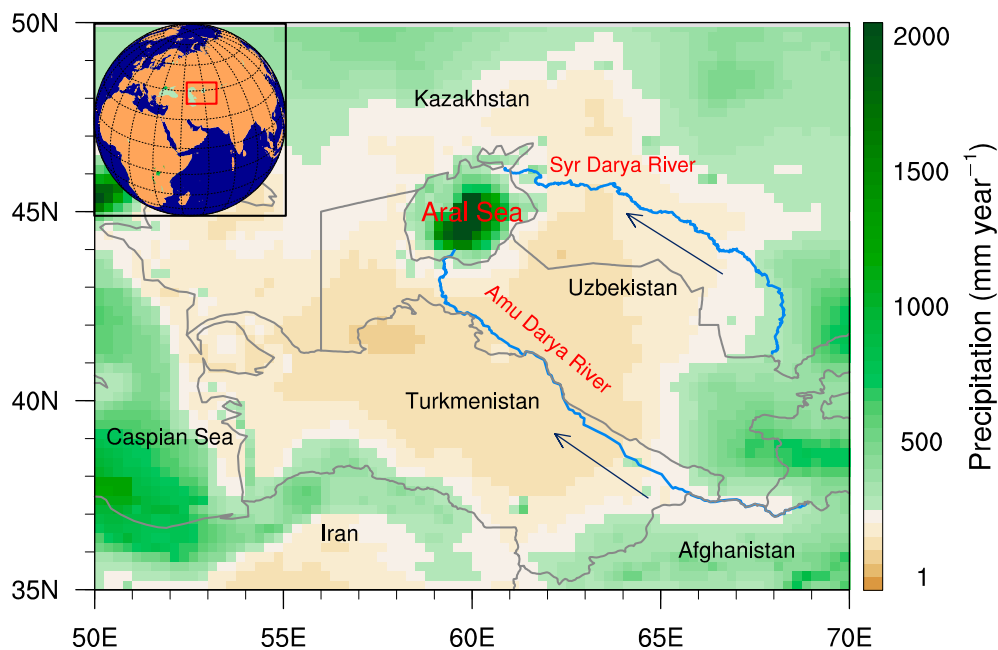 50N
2000
Kazakhstan
Syr Darya River
1500
45N
Aral Sea
Uzbekistan
Amu Darya River
1000
Precipitation (mm year⁻¹)
40N
Turkmenistan
Caspian Sea
500
Iran
Afghanistan
35N
1
50E
55E
60E
65E
70E